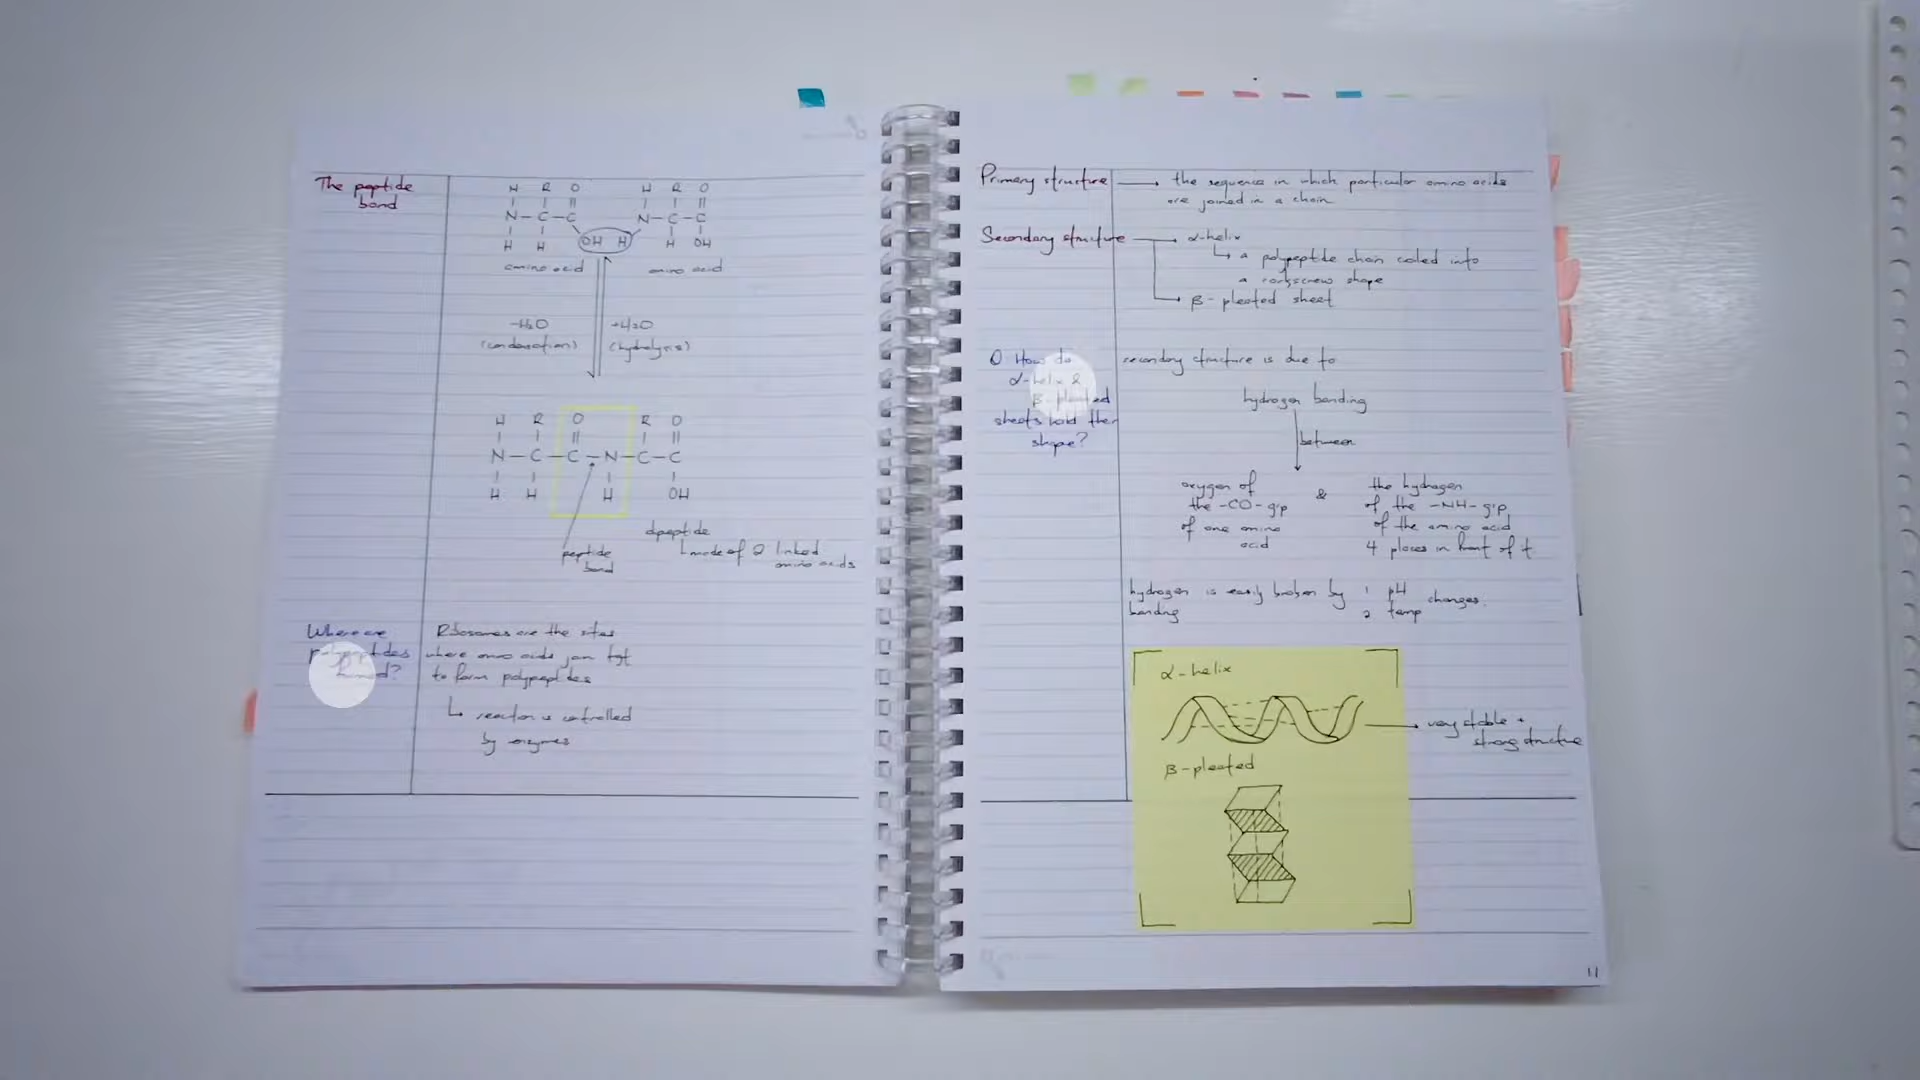 The peptide
bond
H R O H R O
N-C-C N-C-C
H H OH H H OH
amino acid amino acid
-H2O +H2O
(condensation) (hydrolysis)
H R O R O
N-C-C-N-C-C
H H H OH
dipeptide
made of 2 linked
amino acids
peptide
bond
Where are
polypeptides
formed?
Ribosomes are the sites
where amino acids join tgt
to form polypeptides
reaction is controlled
by enzymes
Primary structure → the sequence in which particular amino acids
are joined in a chain
Secondary structure → α-helix
a polypeptide chain coiled into
a corkscrew shape
β-pleated sheet
Q How do
α-helix &
β-pleated
sheets hold their
shape?
secondary structure is due to
hydrogen bonding
between
oxygen of
the -CO- grp
of one amino
acid
&
the hydrogen
of the -NH- grp
of the amino acid
4 places in front of it
hydrogen is easily broken by 1 pH changes.
bonding 2 temp
α-helix
very stable +
strong structure
β-pleated
11